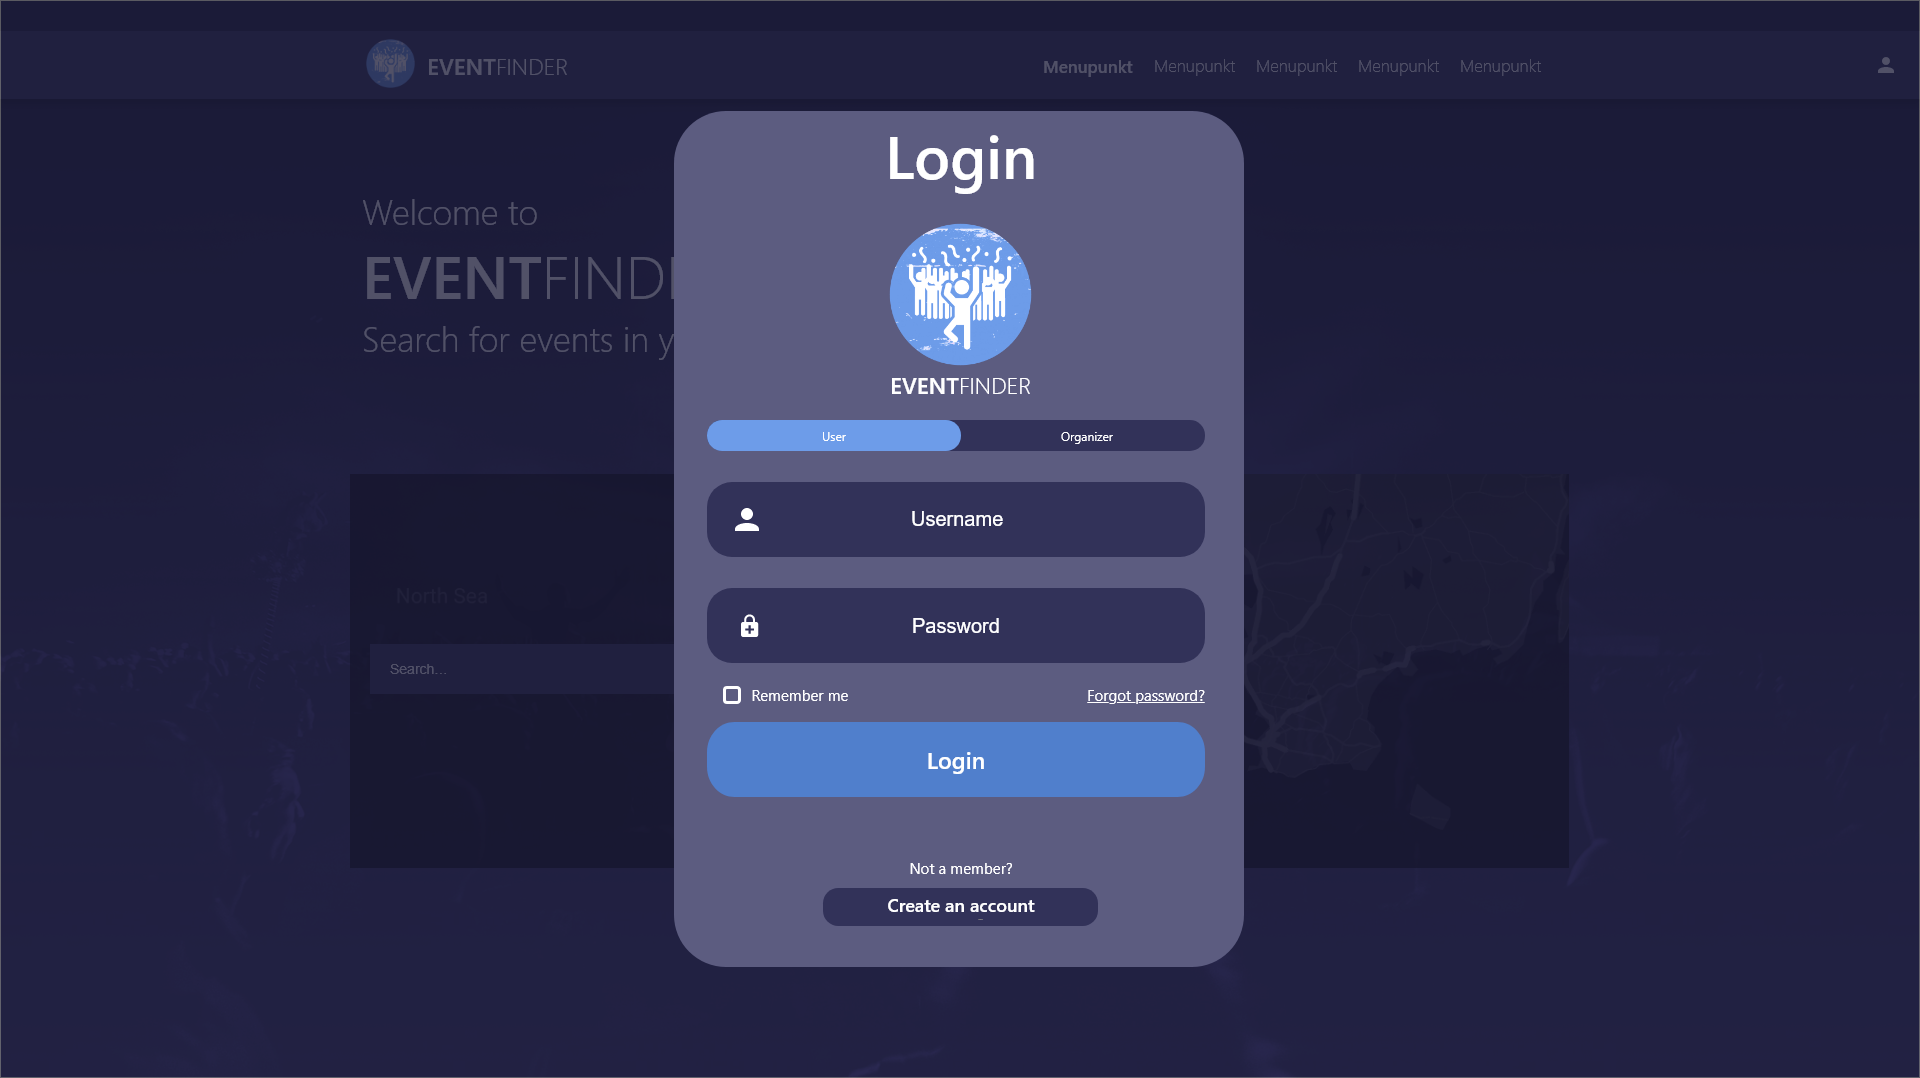 EVENTFINDER
Menupunkt Menupunkt Menupunkt Menupunkt Menupunkt
Welcome to
EVENTFIND
Search for events in y
North Sea
Search...
Login
EVENTFINDER
User
Organizer
Username
Password
Remember me
Forgot password?
Login
Not a member?
Create an account